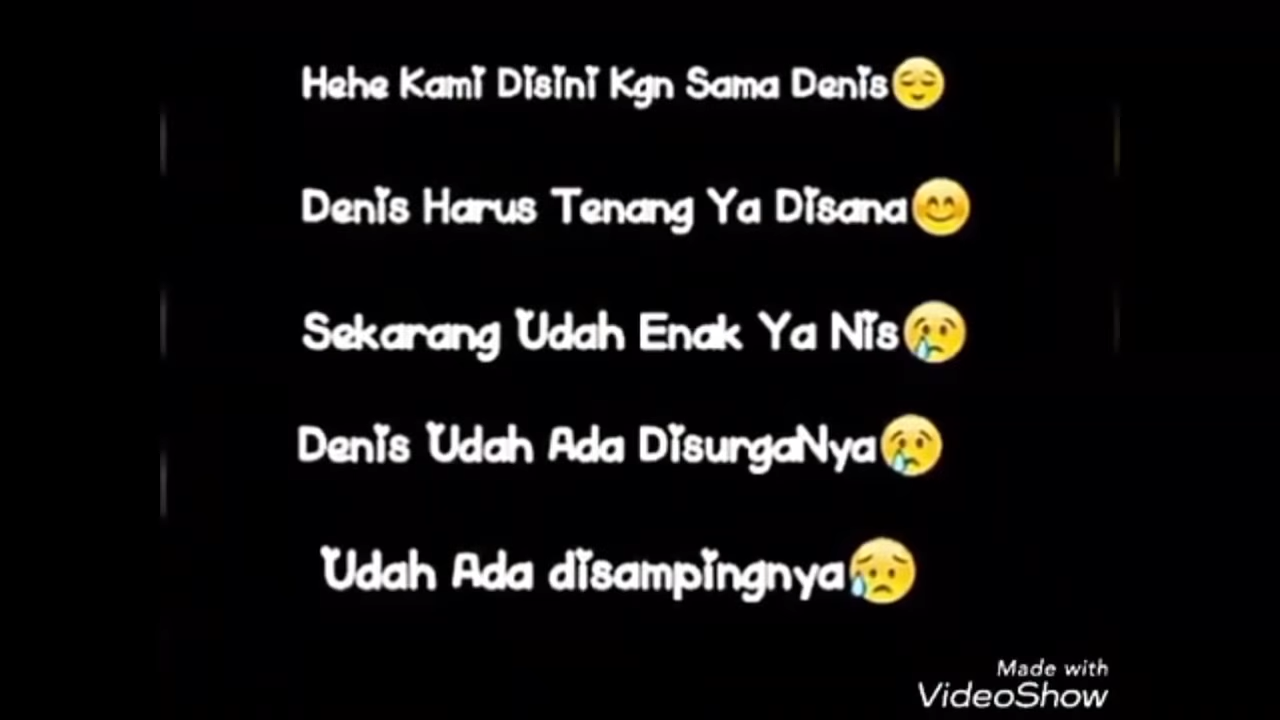 Hehe Kami Disini Kgn Sama Denis😌
Denis Harus Tenang Ya Disana😊
Sekarang Udah Enak Ya Nis😢
Denis Udah Ada DisurgaNya😢
Udah Ada disampingnya😥
Made with
VideoShow